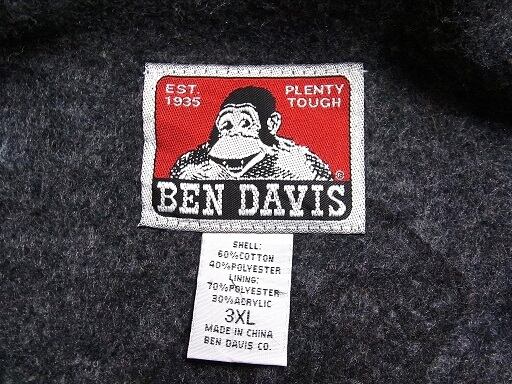 EST. 1935
PLENTY TOUGH
®
BEN DAVIS
SHELL:
60%COTTON
40%POLYESTER
LINING:
70%POLYESTER
30%ACRYLIC
3XL
MADE IN CHINA
BEN DAVIS CO.